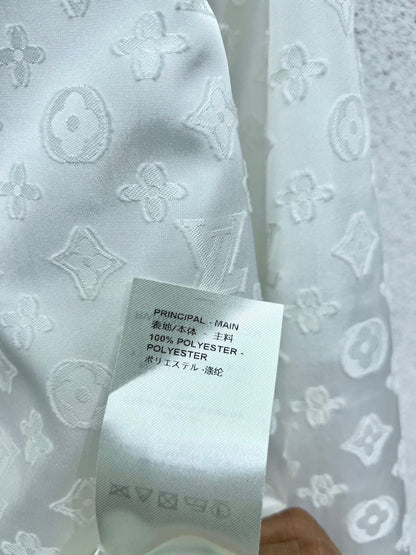 PRINCIPAL - MAIN
表地/本体 - 主料
100% POLYESTER -
POLYESTER
ポリエステル -涤纶